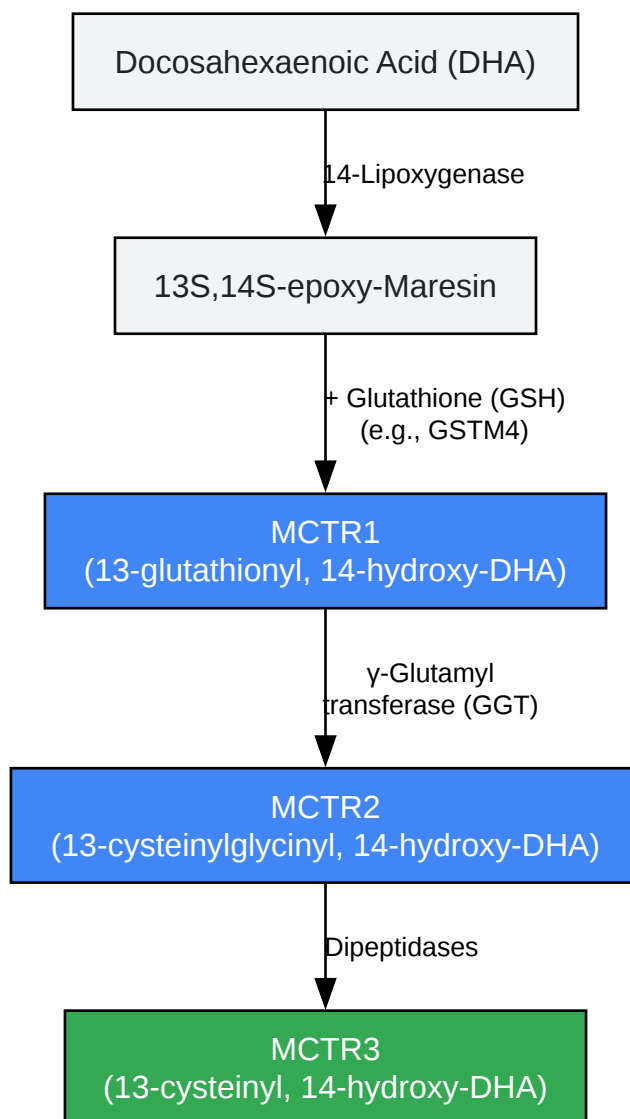 Docosahexaenoic Acid (DHA)
14-Lipoxygenase
13S,14S-epoxy-Maresin
+ Glutathione (GSH)
(e.g., GSTM4)
MCTR1
(13-glutathionyl, 14-hydroxy-DHA)
γ-Glutamyl
transferase (GGT)
MCTR2
(13-cysteinylglycinyl, 14-hydroxy-DHA)
Dipeptidases
MCTR3
(13-cysteinyl, 14-hydroxy-DHA)